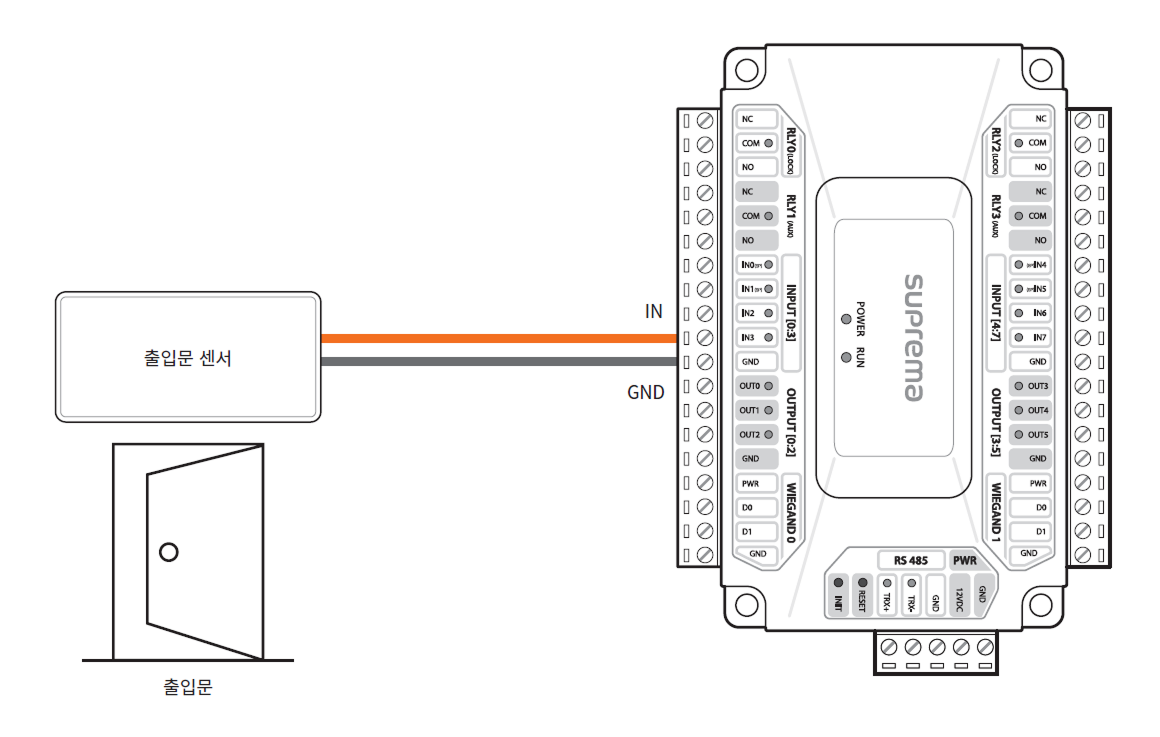 출입문 센서
출입문
IN
GND
NC
COM
NO
RLY0 (LOCK)
NC
COM
NO
RLY1 (AUX)
IN0
IN1
IN2
IN3
GND
INPUT [0:3]
OUT0
OUT1
OUT2
GND
OUTPUT [0:2]
PWR
D0
D1
GND
WIEGAND 0
POWER
RUN
suprema
NC
COM
NO
RLY2 (LOCK)
NC
COM
NO
RLY3 (AUX)
IN4
IN5
IN6
IN7
GND
INPUT [4:7]
OUT3
OUT4
OUT5
GND
OUTPUT [3:5]
PWR
D0
D1
GND
WIEGAND 1
RS 485
PWR
INIT
RESET
TRX+
TRX-
GND
12VDC
GND